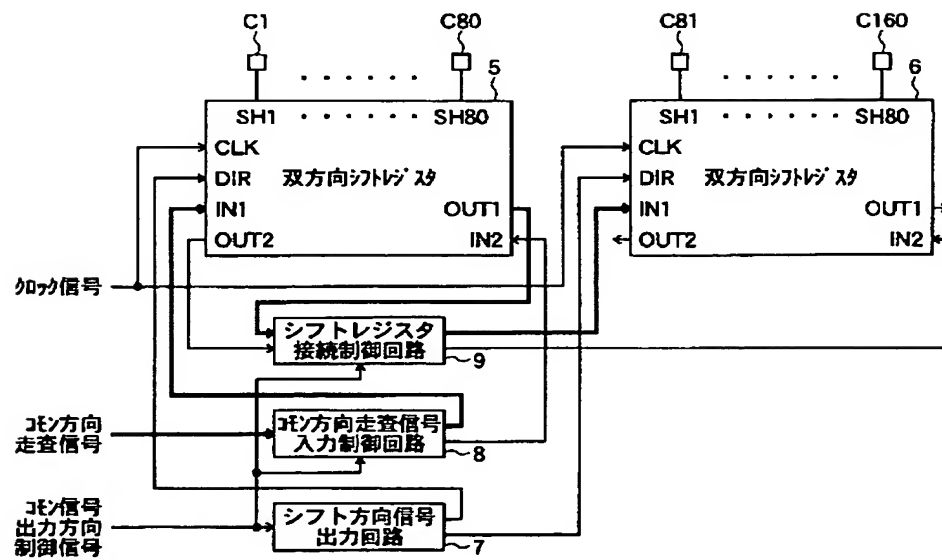 C1 C80 C81 C160
5 6
SH1 ······ SH80 SH1 ······ SH80
CLK CLK
DIR 双方向シフトレジスタ DIR 双方向シフトレジスタ
IN1 OUT1 IN1 OUT1
OUT2 IN2 OUT2 IN2
クロック信号
シフトレジスタ
接続制御回路
9
コモン方向
走査信号
コモン方向走査信号
入力制御回路
8
コモン信号
出力方向
制御信号
シフト方向信号
出力回路
7